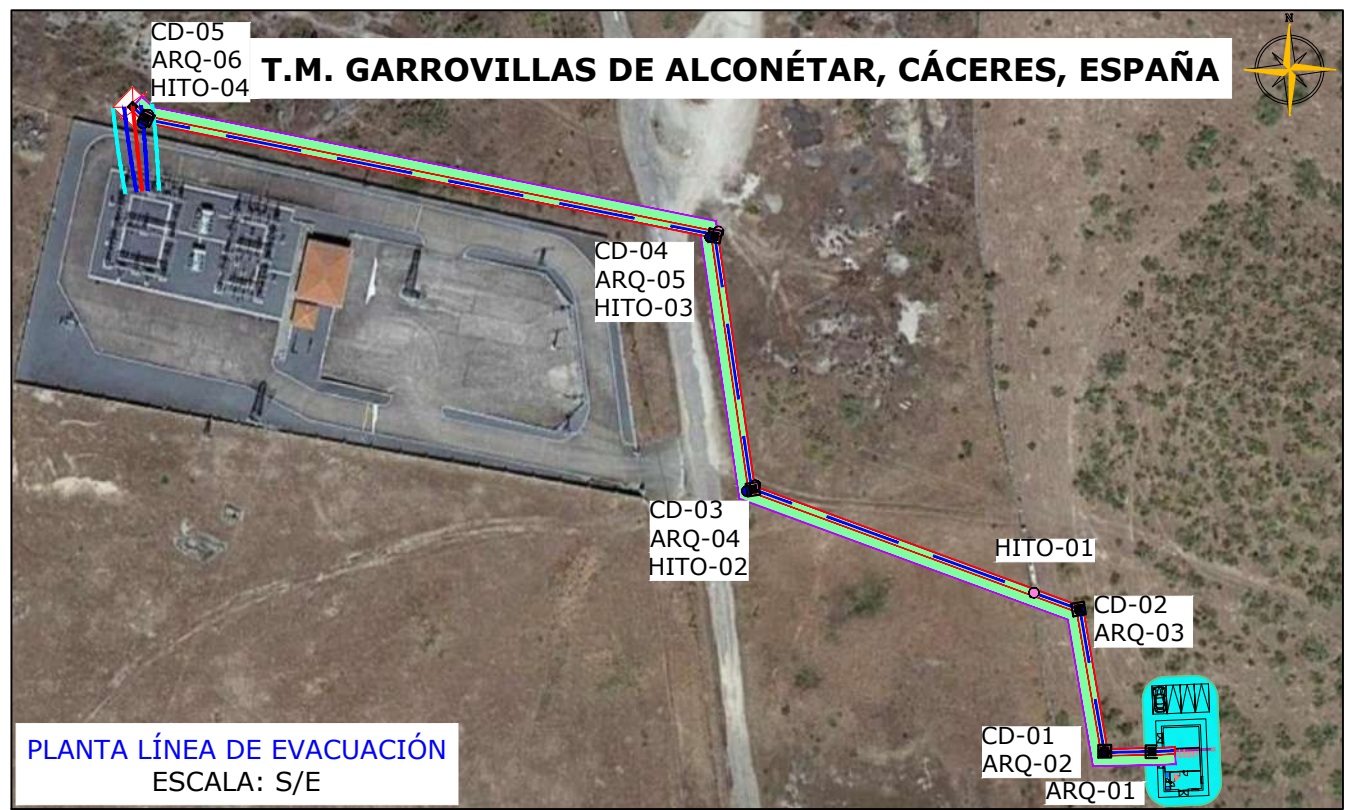 CD-05
ARQ-06
HITO-04
T.M. GARROVILLAS DE ALCONÉTAR, CÁCERES, ESPAÑA
N
CD-04
ARQ-05
HITO-03
CD-03
ARQ-04
HITO-02
HITO-01
CD-02
ARQ-03
CD-01
ARQ-02
ARQ-01
PLANTA LÍNEA DE EVACUACIÓN
ESCALA: S/E